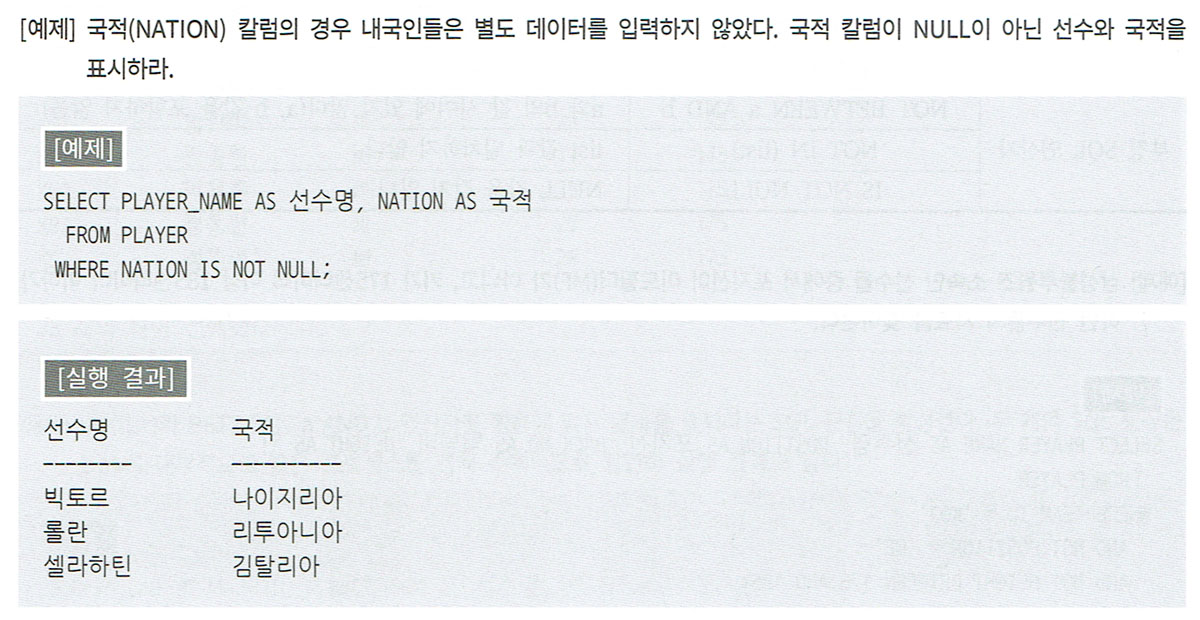 [예제] 국적(NATION) 칼럼의 경우 내국인들은 별도 데이터를 입력하지 않았다. 국적 칼럼이 NULL이 아닌 선수와 국적을
표시하라.
[예제]
SELECT PLAYER_NAME AS 선수명, NATION AS 국적
FROM PLAYER
WHERE NATION IS NOT NULL;
[실행 결과]
선수명 국적
-------- ----------
빅토르 나이지리아
롤란 리투아니아
셀라하틴 김탈리아